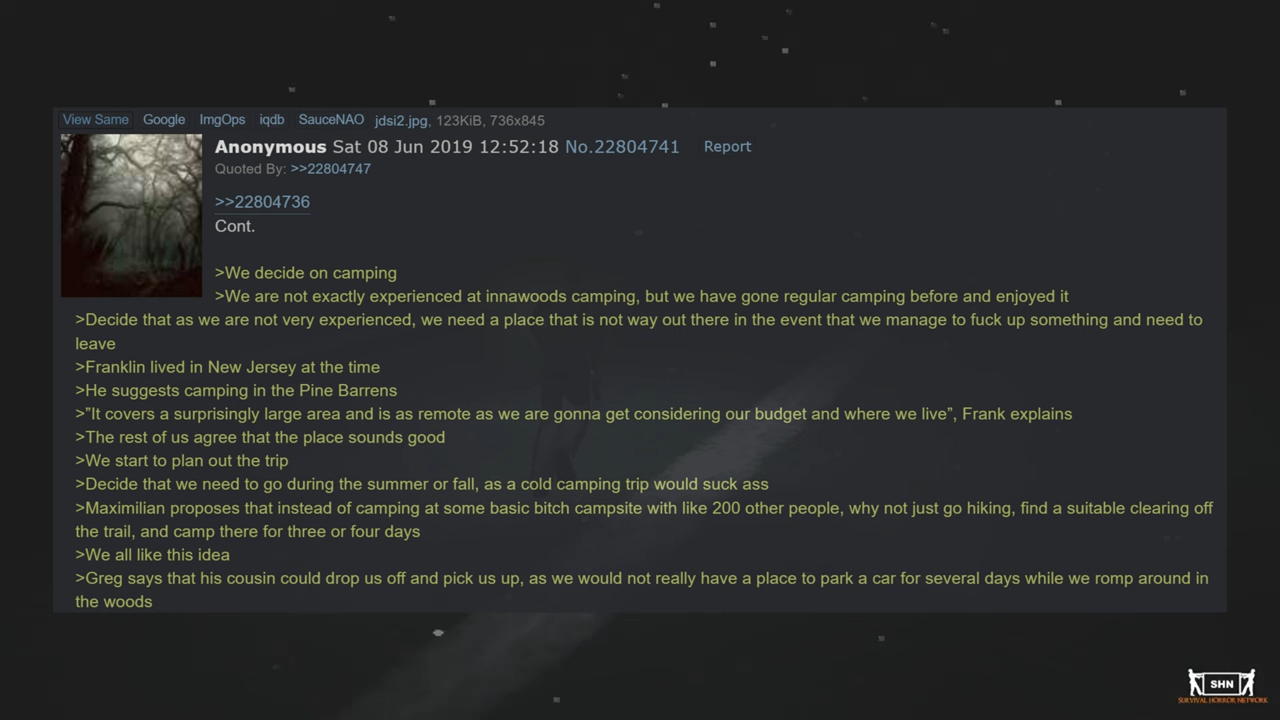 View Same Google ImgOps iqdb SauceNAO jdsi2.jpg, 123KiB, 736x845
Anonymous Sat 08 Jun 2019 12:52:18 No.22804741 Report
Quoted By: >>22804747
>>22804736
Cont.
>We decide on camping
>We are not exactly experienced at innawoods camping, but we have gone regular camping before and enjoyed it
>Decide that as we are not very experienced, we need a place that is not way out there in the event that we manage to fuck up something and need to
leave
>Franklin lived in New Jersey at the time
>He suggests camping in the Pine Barrens
>”It covers a surprisingly large area and is as remote as we are gonna get considering our budget and where we live”, Frank explains
>The rest of us agree that the place sounds good
>We start to plan out the trip
>Decide that we need to go during the summer or fall, as a cold camping trip would suck ass
>Maximilian proposes that instead of camping at some basic bitch campsite with like 200 other people, why not just go hiking, find a suitable clearing off
the trail, and camp there for three or four days
>We all like this idea
>Greg says that his cousin could drop us off and pick us up, as we would not really have a place to park a car for several days while we romp around in
the woods
SHN
SURVIVAL HORROR NETWORK